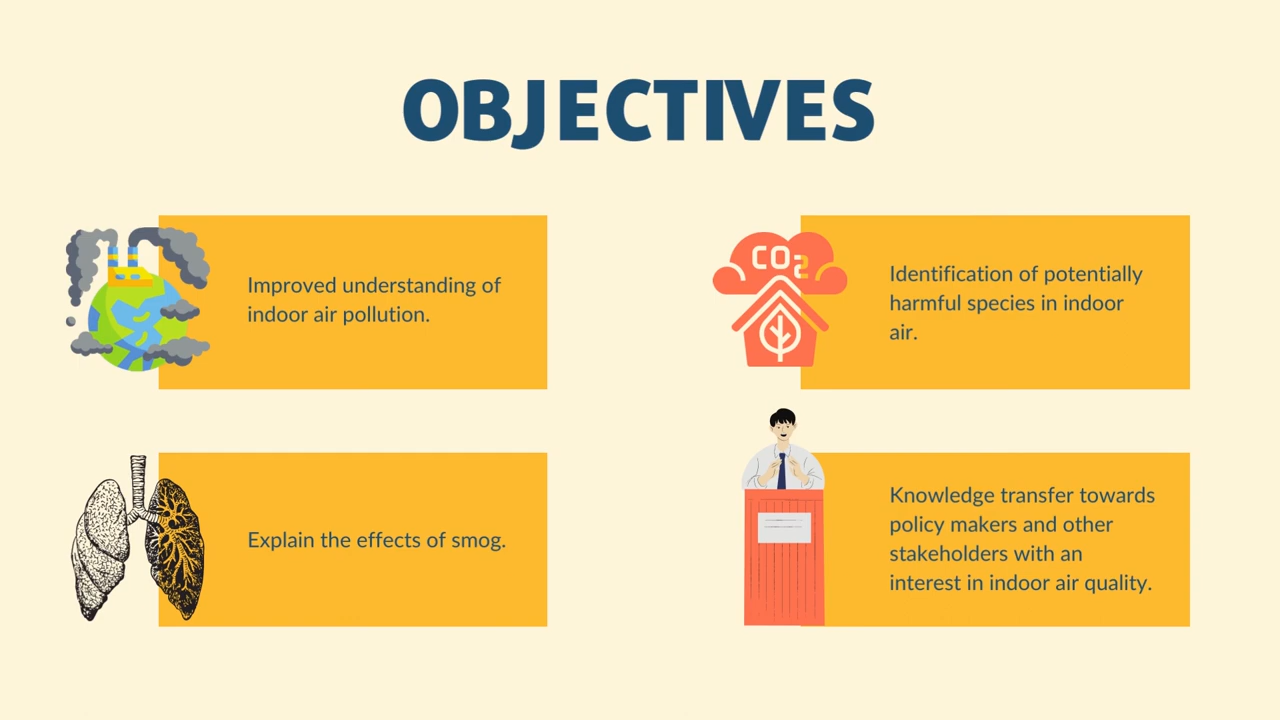 OBJECTIVES
Improved understanding of
indoor air pollution.
CO2
Identification of potentially
harmful species in indoor
air.
Explain the effects of smog.
Knowledge transfer towards
policy makers and other
stakeholders with an
interest in indoor air quality.